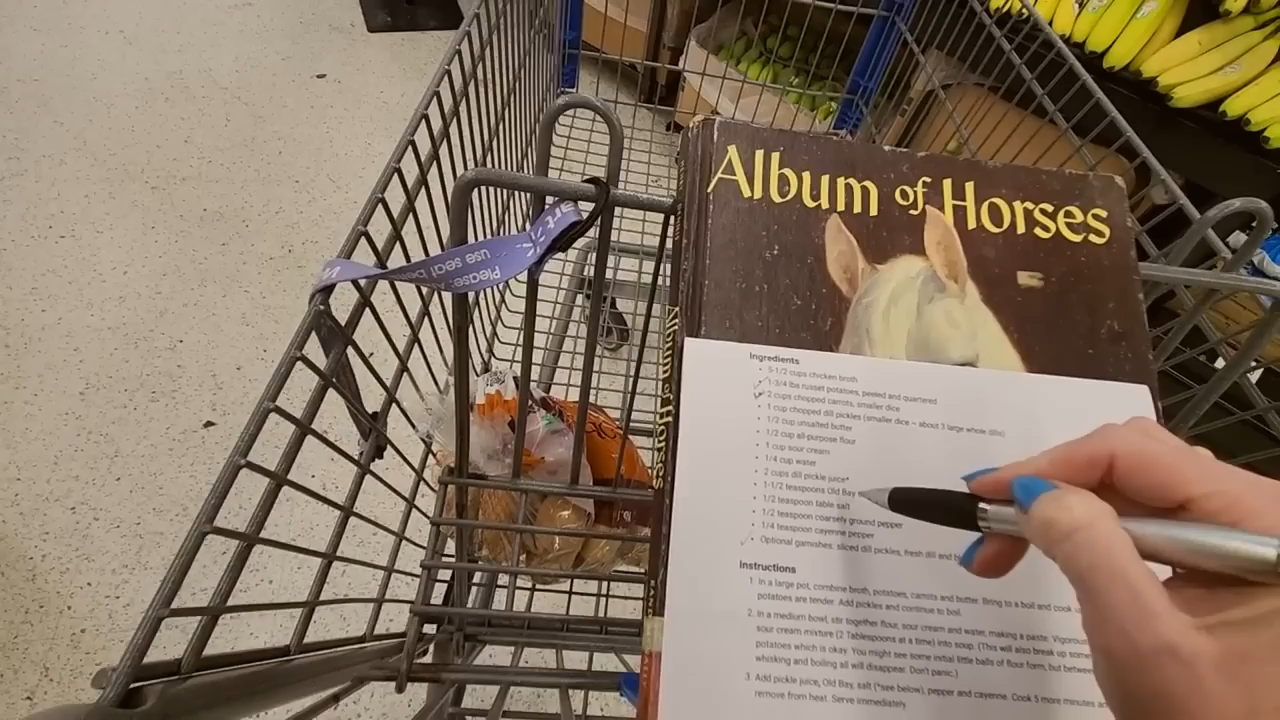 Album of Horses
Album of Horses
Please
use seat be
Ingredients
5-1/2 cups chicken broth
1-3/4 lbs russet potatoes, peeled and quartered
2 cups chopped carrots, smaller dice
1 cup chopped dill pickles (smaller dice ~ about 3 large whole dills)
1/2 cup unsalted butter
1/2 cup all-purpose flour
1 cup sour cream
1/4 cup water
2 cups dill pickle juice*
1-1/2 teaspoons Old Bay
1/2 teaspoon table salt
1/2 teaspoon coarsely ground pepper
1/4 teaspoon cayenne pepper
Optional garnishes: sliced dill pickles, fresh dill and
Instructions
1. In a large pot, combine broth, potatoes, carrots and butter. Bring to a boil and cook
potatoes are tender. Add pickles and continue to boil.
2. In a medium bowl, stir together flour, sour cream and water, making a paste. Vigorous
sour cream mixture (2 Tablespoons at a time) into soup. (This will also break up some
potatoes which is okay. You might see some initial little balls of flour form, but between
whisking and boiling all will disappear. Don't panic.)
3. Add pickle juice, Old Bay, salt (*see below), pepper and cayenne. Cook 5 more minutes
remove from heat. Serve immediately